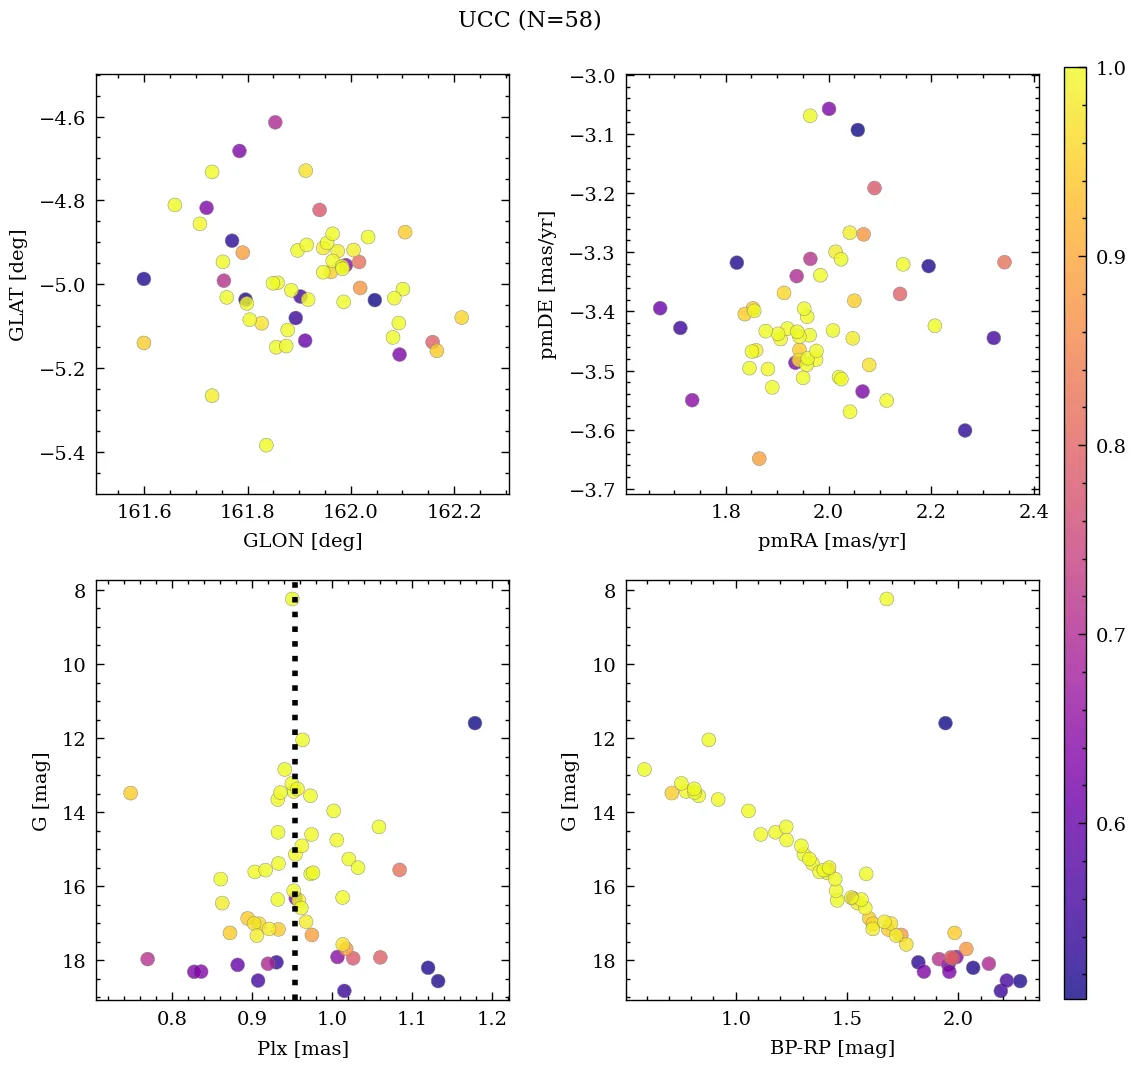 UCC (N=58)
−4.6
−4.8
−5.0
−5.2
−5.4
GLAT [deg]
161.6 161.8 162.0 162.2
GLON [deg]
−3.0
−3.1
−3.2
−3.3
−3.4
−3.5
−3.6
−3.7
pmDE [mas/yr]
1.8 2.0 2.2 2.4
pmRA [mas/yr]
8
10
12
14
16
18
G [mag]
0.8 0.9 1.0 1.1 1.2
Plx [mas]
8
10
12
14
16
18
G [mag]
1.0 1.5 2.0
BP-RP [mag]
1.0
0.9
0.8
0.7
0.6